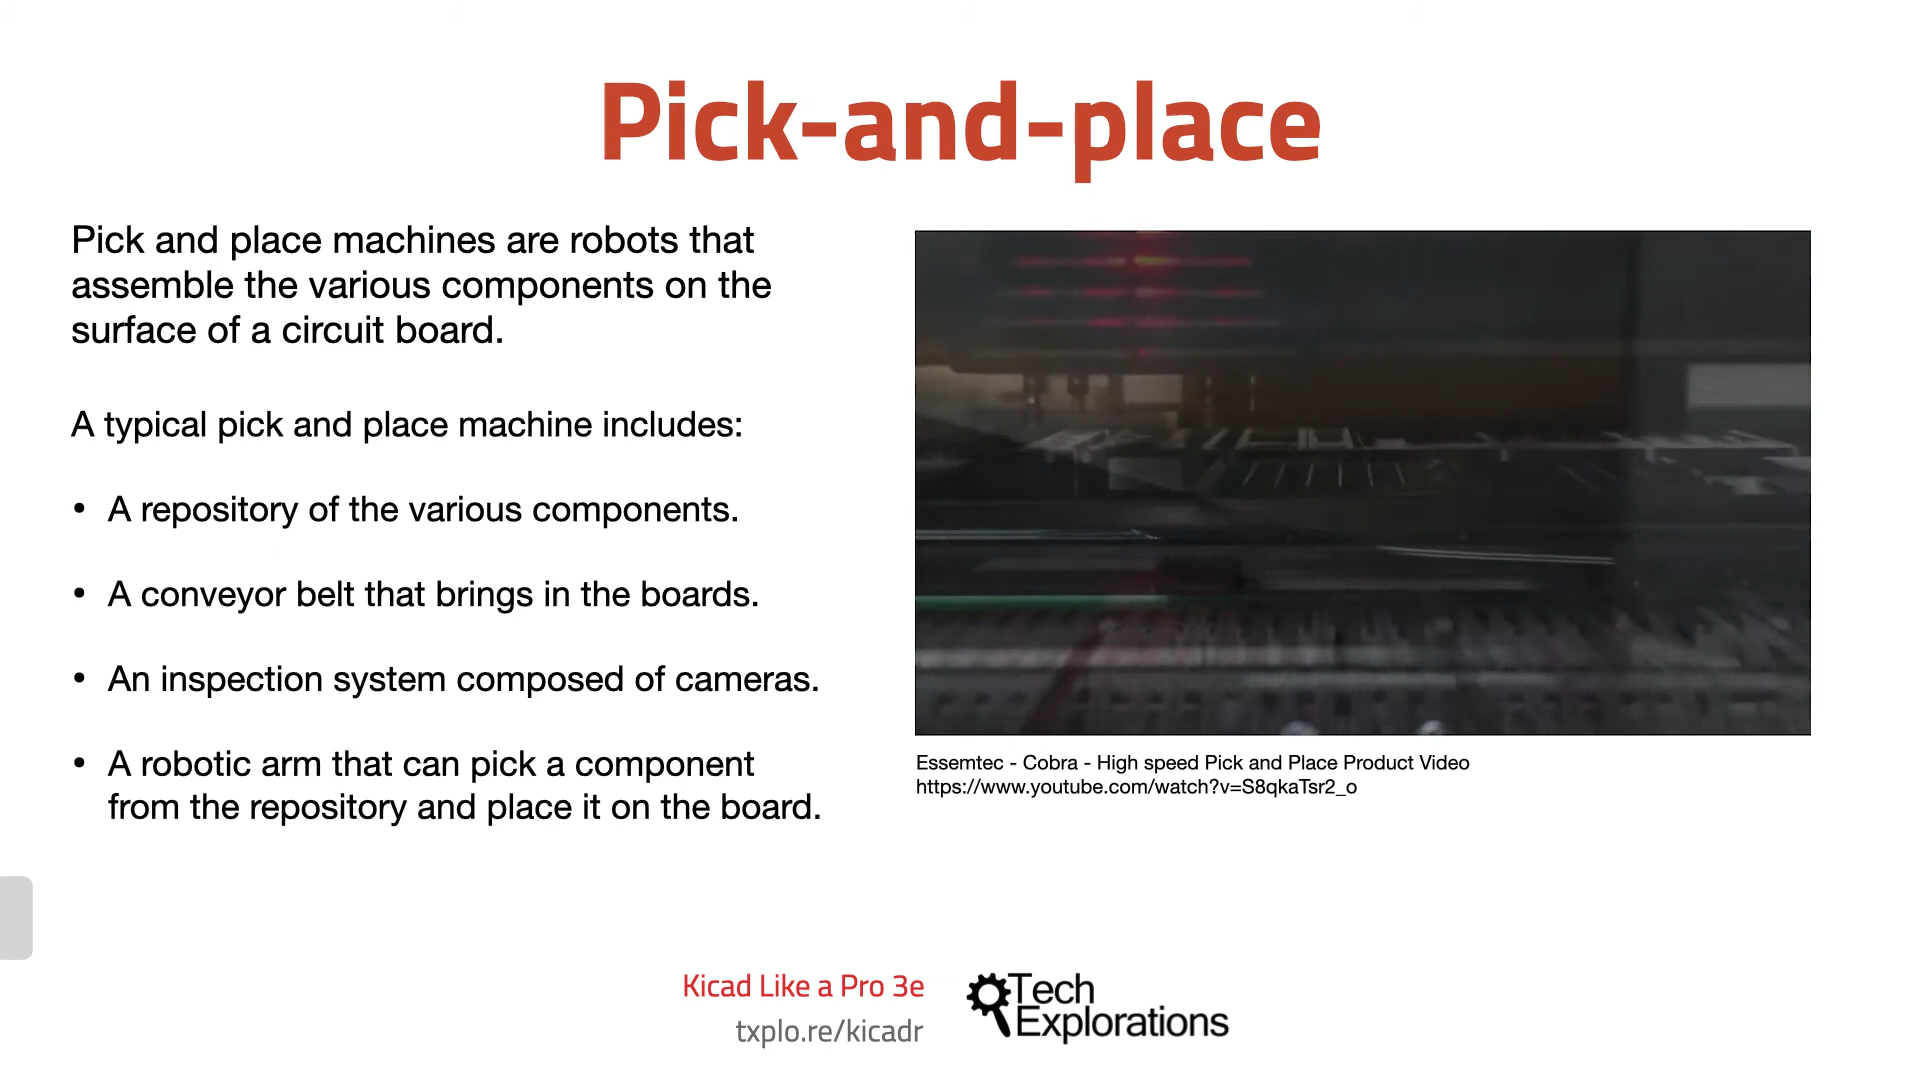 Pick-and-place
Pick and place machines are robots that
assemble the various components on the
surface of a circuit board.
A typical pick and place machine includes:
• A repository of the various components.
• A conveyor belt that brings in the boards.
• An inspection system composed of cameras.
• A robotic arm that can pick a component
from the repository and place it on the board.
Essemtec - Cobra - High speed Pick and Place Product Video
https://www.youtube.com/watch?v=S8qkaTsr2_o
Kicad Like a Pro 3e
txplo.re/kicadr
Tech
Explorations